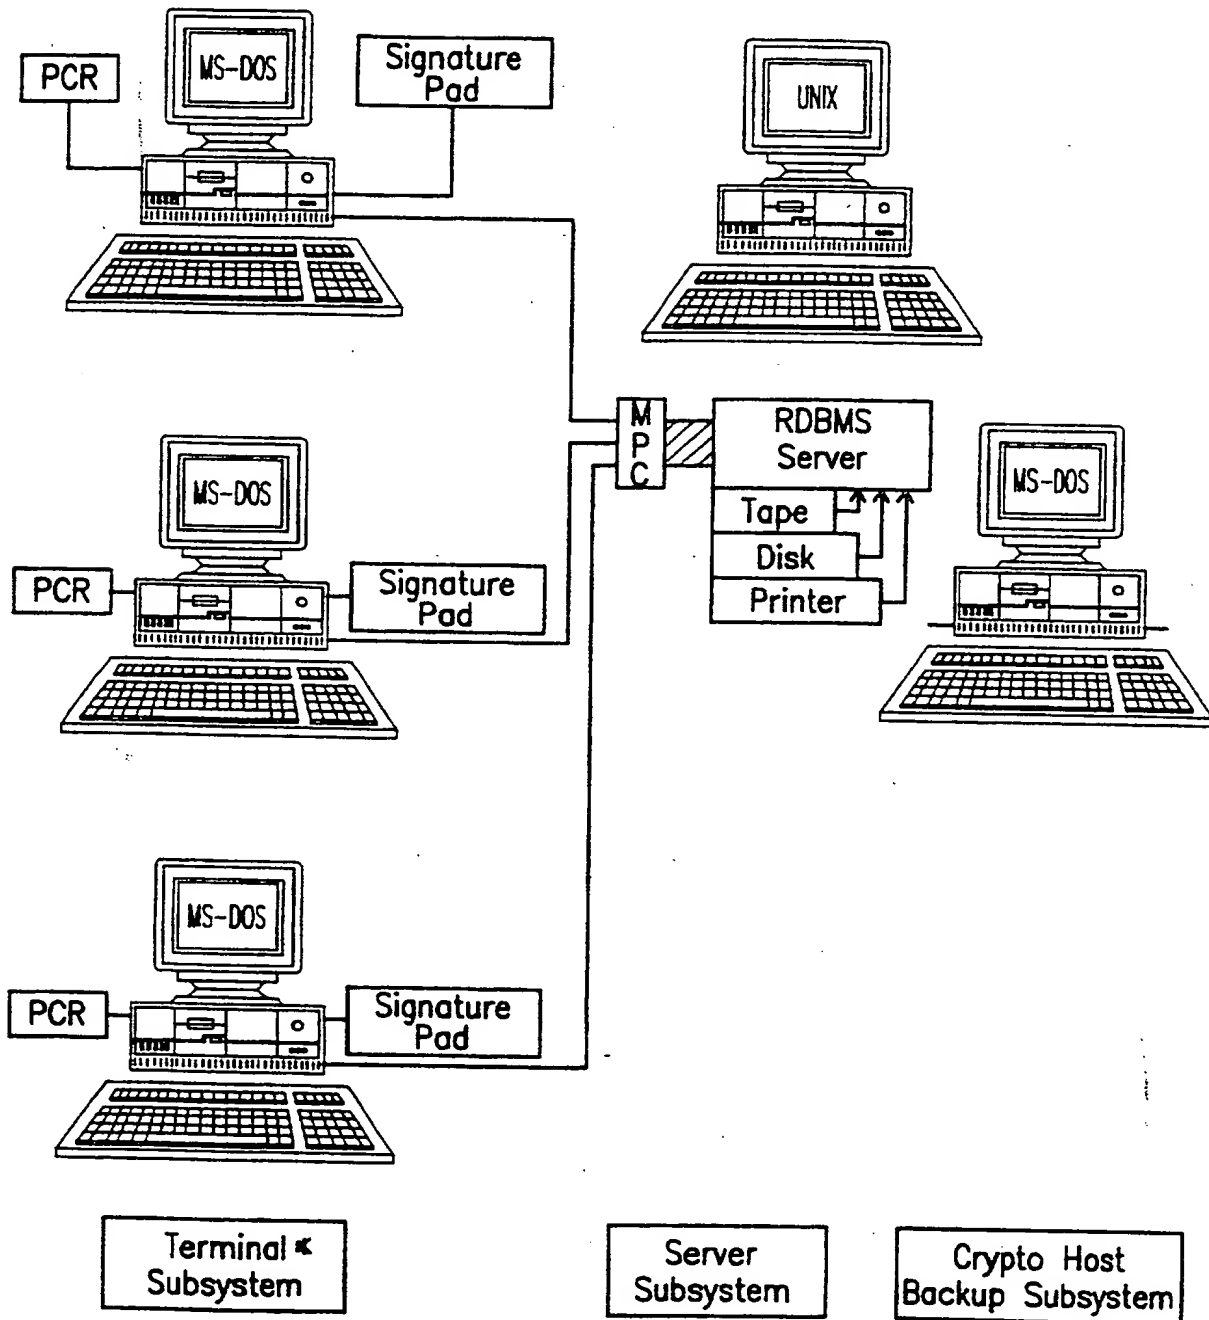 PCR
MS-DOS
Signature
Pad
UNIX
M
P
C
RDBMS
Server
Tape
Disk
Printer
MS-DOS
MS-DOS
PCR
Signature
Pad
MS-DOS
PCR
Signature
Pad
Terminal
Subsystem
Server
Subsystem
Crypto Host
Backup Subsystem